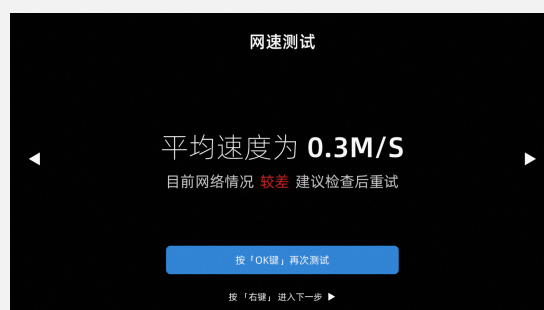 网速测试
平均速度为 0.3M/S
目前网络情况 较差 建议检查后重试
按「OK键」再次测试
按「右键」进入下一步 ▶